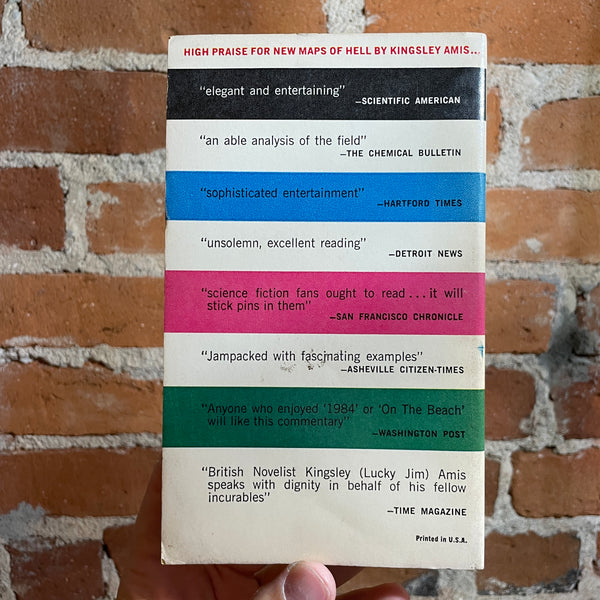 HIGH PRAISE FOR NEW MAPS OF HELL BY KINGSLEY AMIS...
“elegant and entertaining”
—SCIENTIFIC AMERICAN
“an able analysis of the field”
—THE CHEMICAL BULLETIN
“sophisticated entertainment”
—HARTFORD TIMES
“unsolemn, excellent reading”
—DETROIT NEWS
“science fiction fans ought to read...it will
stick pins in them”
—SAN FRANCISCO CHRONICLE
“Jampacked with fascinating examples”
—ASHEVILLE CITIZEN-TIMES
“Anyone who enjoyed ‘1984’ or ‘On The Beach’
will like this commentary”
—WASHINGTON POST
“British Novelist Kingsley (Lucky Jim) Amis
speaks with dignity in behalf of his fellow
incurables”
—TIME MAGAZINE
Printed in U.S.A.